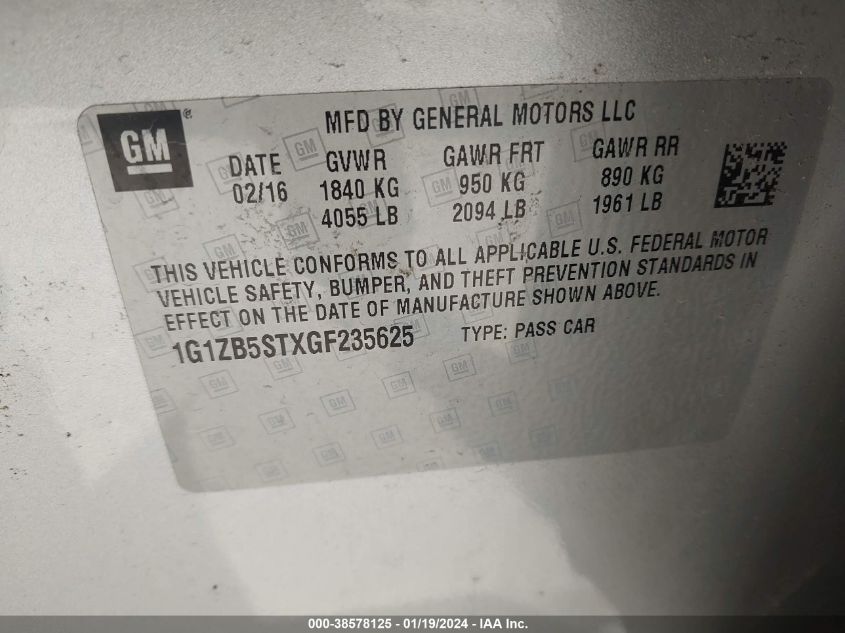 GM
®
MFD BY GENERAL MOTORS LLC
DATE GVWR GAWR FRT GAWR RR
02/16 1840 KG 950 KG 890 KG
4055 LB 2094 LB 1961 LB
THIS VEHICLE CONFORMS TO ALL APPLICABLE U.S. FEDERAL MOTOR
VEHICLE SAFETY, BUMPER, AND THEFT PREVENTION STANDARDS IN
EFFECT ON THE DATE OF MANUFACTURE SHOWN ABOVE.
1G1ZB5STXGF235625 TYPE: PASS CAR
000-38578125 - 01/19/2024 - IAA Inc.